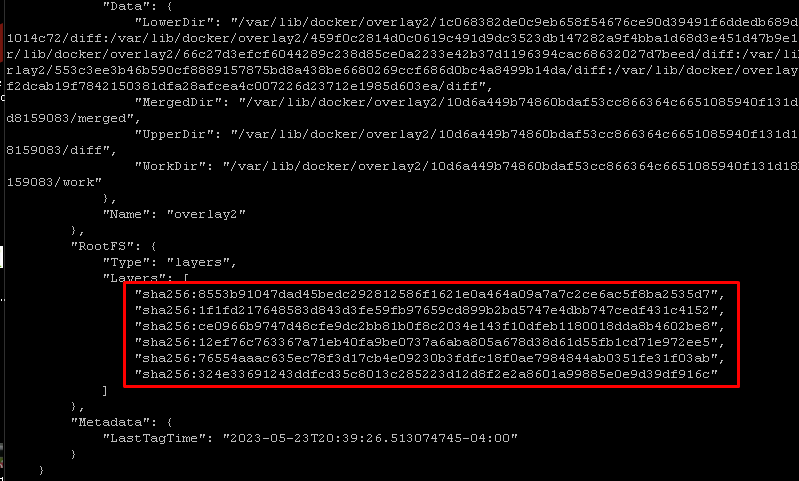 "Data": {
"LowerDir": "/var/lib/docker/overlay2/1c068382de0c9eb658f54676ce90d39491f6ddedb689d
1014c72/diff:/var/lib/docker/overlay2/459f0c2814d0c0619c491d9dc3523db147282a9f4bba1d68d3e451d47b9e1
r/lib/docker/overlay2/66c27d3efcf6044289c238d85ce0a2233e42b37d1196394cac68632027d7beed/diff:/var/li
rlay2/553c3ee3b46b590cf8889157875bd8a438be6680269ccf686d0bc4a8499b14da/diff:/var/lib/docker/overlay
f2dcab19f7842150381dfa28afcea4c007226d23712e1985d603ea/diff",
"MergedDir": "/var/lib/docker/overlay2/10d6a449b74860bdaf53cc866364c6651085940f131d
d8159083/merged",
"UpperDir": "/var/lib/docker/overlay2/10d6a449b74860bdaf53cc866364c6651085940f131d1
8159083/diff",
"WorkDir": "/var/lib/docker/overlay2/10d6a449b74860bdaf53cc866364c6651085940f131d18
159083/work"
},
"Name": "overlay2"
},
"RootFS": {
"Type": "layers",
"Layers": [
"sha256:8553b91047dad45bedc292812586f1621e0a464a09a7a7c2ce6ac5f8ba2535d7",
"sha256:1f1fd217648583d843d3fe59fb97659cd899b2bd5747e4dbb747cedf431c4152",
"sha256:ce0966b9747d48cfe9dc2bb81b0f8c2034e143f10dfeb1180018dda8b4602be8",
"sha256:12ef76c763367a71eb40fa9be0737a6aba805a678d38d61d55fb1cd71e972ee5",
"sha256:76554aaac635ec78f3d17cb4e09230b3fdfc18f0ae7984844ab0351fe31f03ab",
"sha256:324e33691243ddfcd35c8013c285223d12d8f2e2a8601a99885e0e9d39df916c"
]
},
"Metadata": {
"LastTagTime": "2023-05-23T20:39:26.513074745-04:00"
}
}